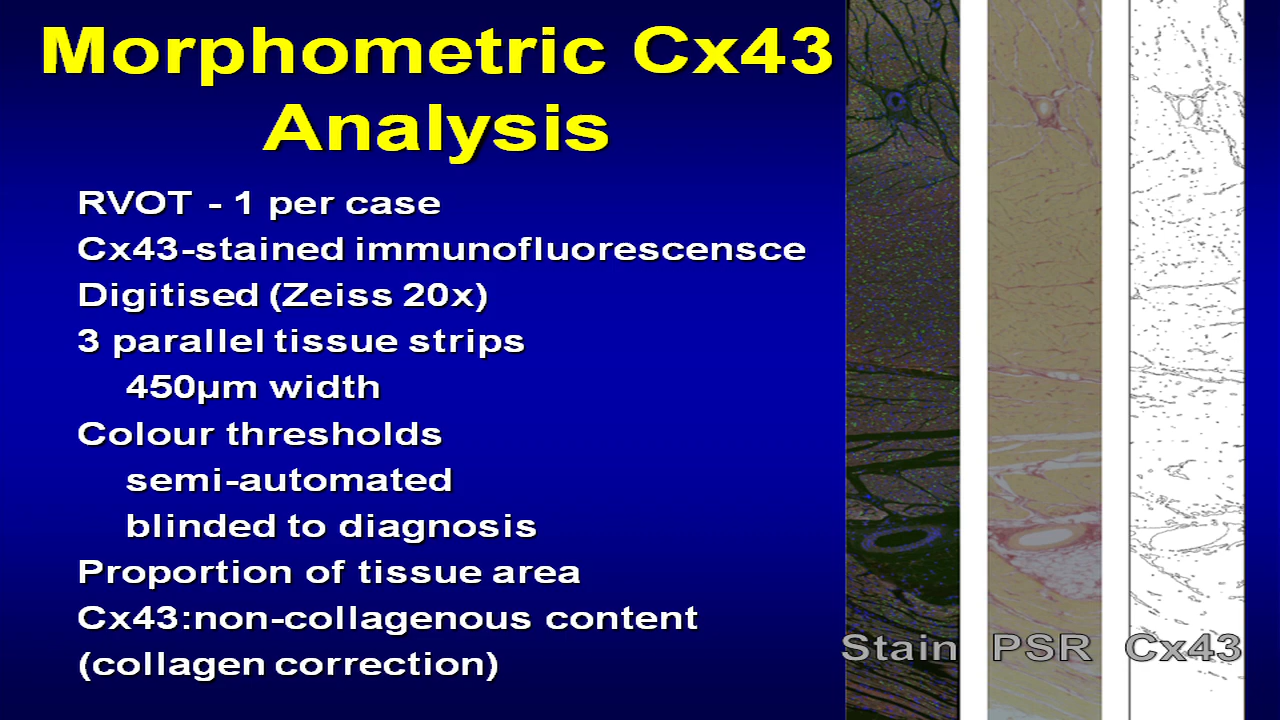 Morphometric Cx43
Analysis
RVOT - 1 per case
Cx43-stained immunofluorescensce
Digitised (Zeiss 20x)
3 parallel tissue strips
450µm width
Colour thresholds
semi-automated
blinded to diagnosis
Proportion of tissue area
Cx43:non-collagenous content
(collagen correction)
Stain PSR Cx43